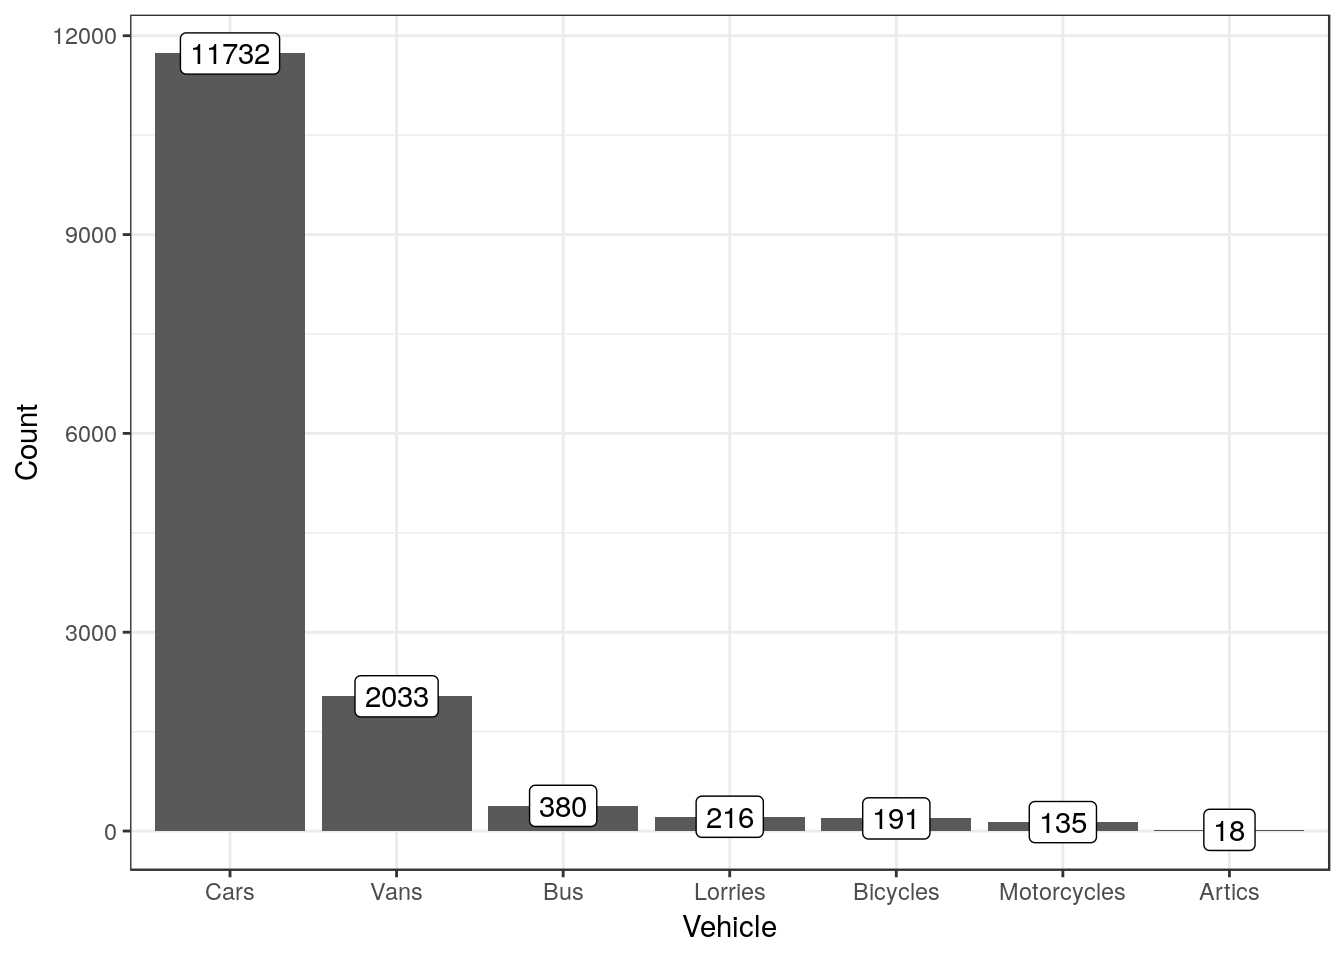 12000
9000
6000
3000
0
Count
11732
2033
380
216
191
135
18
Cars
Vans
Bus
Lorries
Bicycles
Motorcycles
Artics
Vehicle